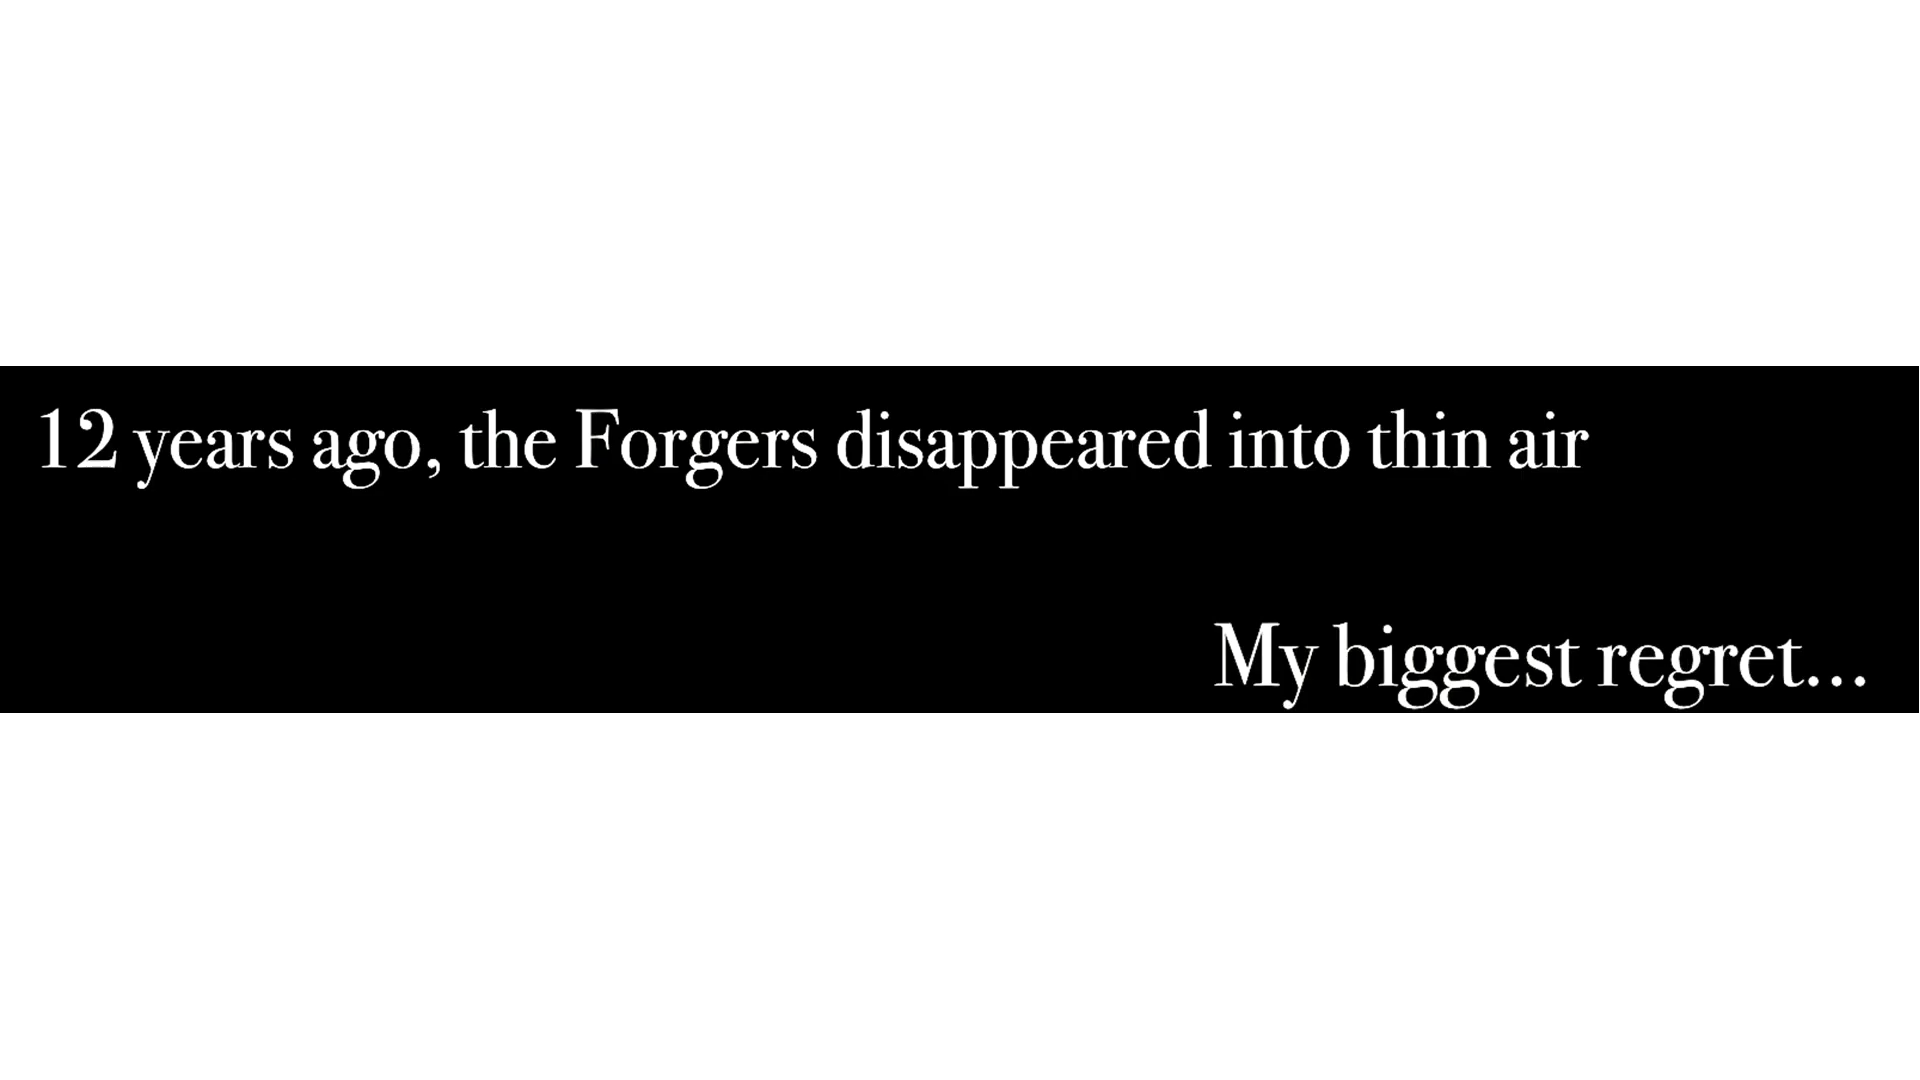 12 years ago, the Forgers disappeared into thin air
My biggest regret...